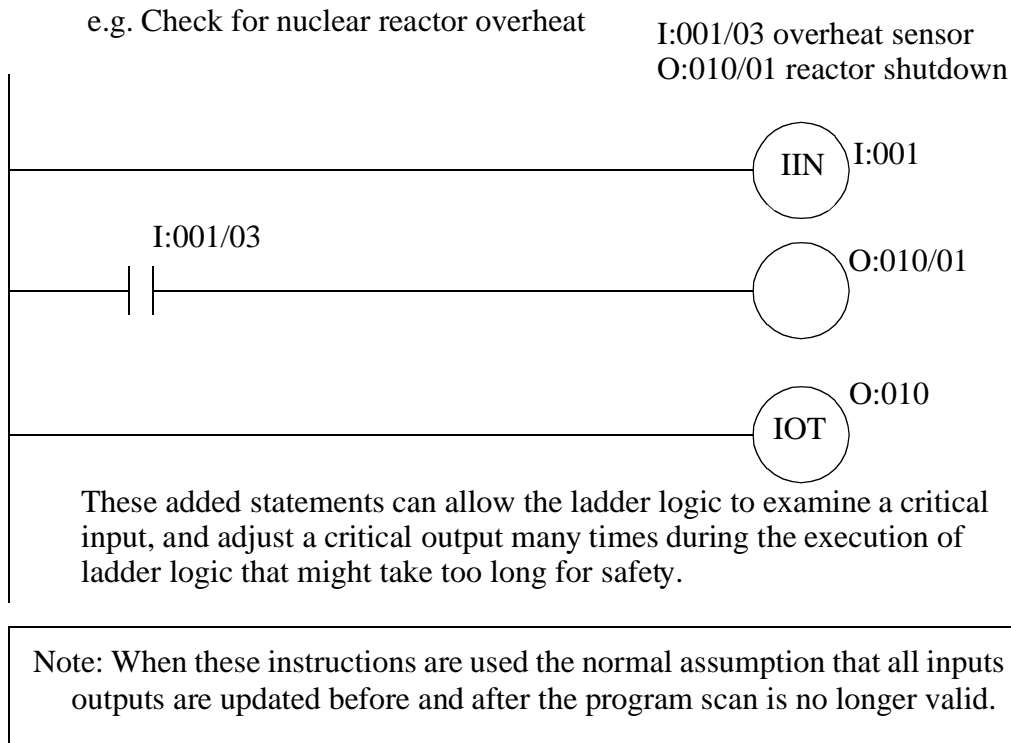 e.g. Check for nuclear reactor overheat
I:001/03 overheat sensor
O:010/01 reactor shutdown
IIN
I:001
I:001/03
O:010/01
O:010
IOT
These added statements can allow the ladder logic to examine a critical
input, and adjust a critical output many times during the execution of
ladder logic that might take too long for safety.
Note: When these instructions are used the normal assumption that all inputs
outputs are updated before and after the program scan is no longer valid.